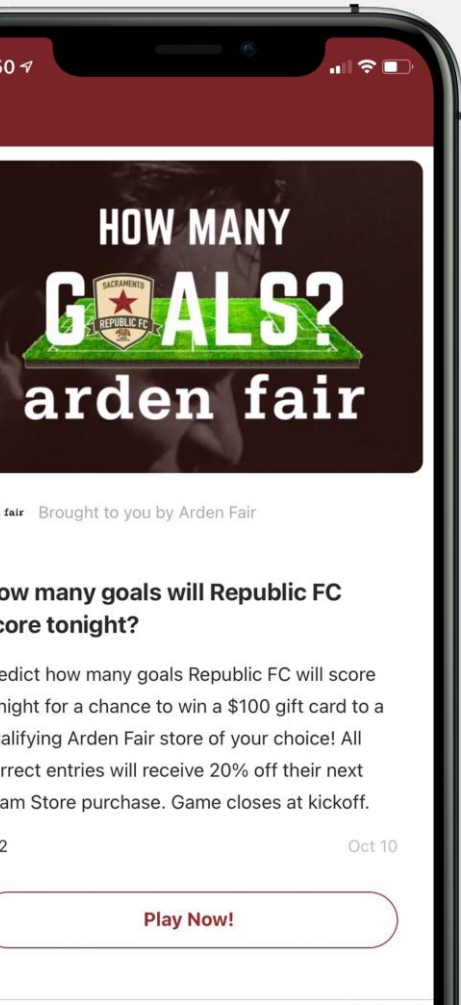 50
HOW MANY
GOALS?
SACRAMENTO
REPUBLIC FC
arden fair
fair Brought to you by Arden Fair
ow many goals will Republic FC
core tonight?
edict how many goals Republic FC will score
night for a chance to win a $100 gift card to a
alifying Arden Fair store of your choice! All
rrect entries will receive 20% off their next
am Store purchase. Game closes at kickoff.
2 Oct 10
Play Now!